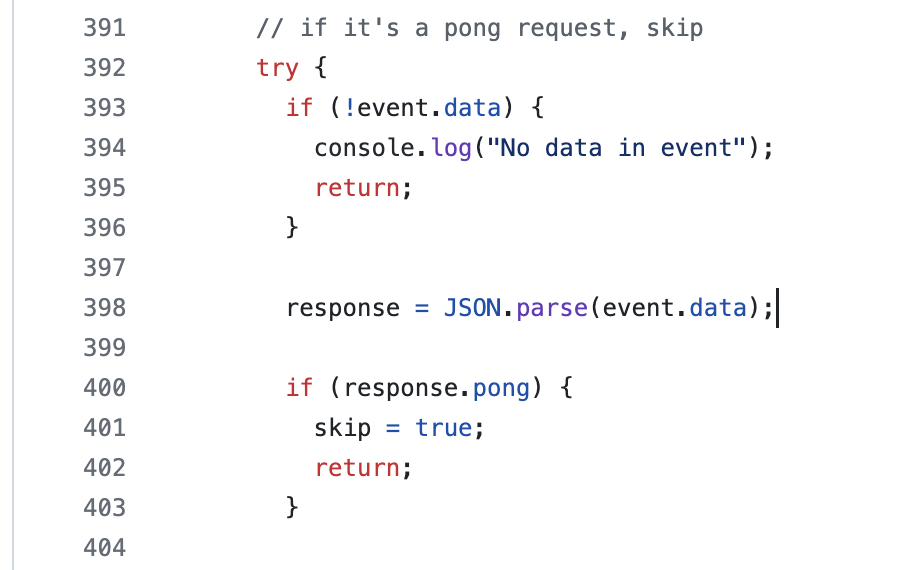 391 // if it's a pong request, skip
392 try {
393 if (!event.data) {
394 console.log("No data in event");
395 return;
396 }
397
398 response = JSON.parse(event.data);
399
400 if (response.pong) {
401 skip = true;
402 return;
403 }
404